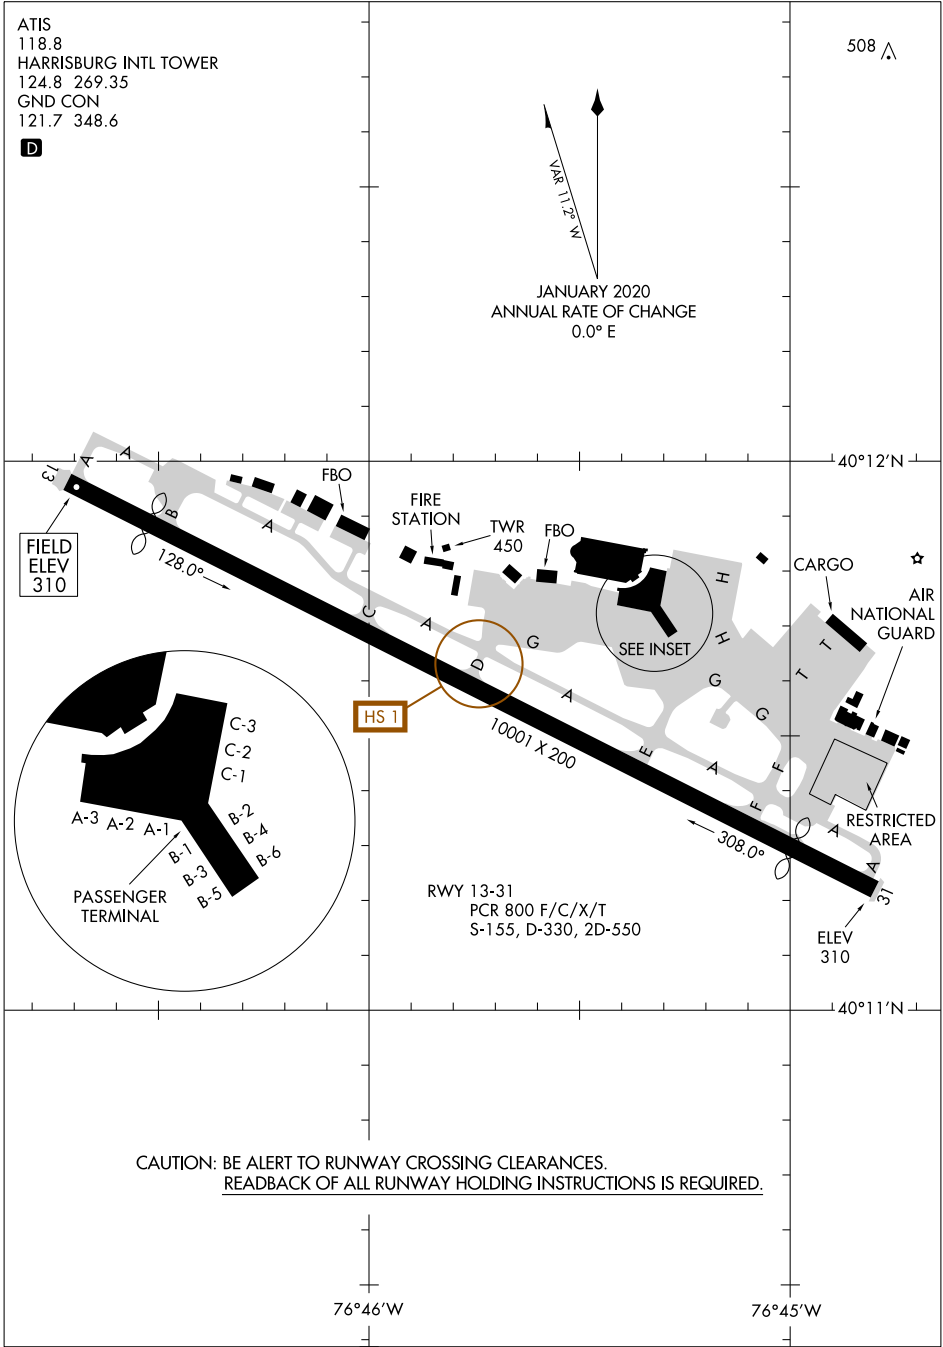 ATIS
118.8
HARRISBURG INTL TOWER
124.8 269.35
GND CON
121.7 348.6
D
508
VAR 11.2° W
JANUARY 2020
ANNUAL RATE OF CHANGE
0.0° E
40°12'N
13
A
A
B
A
FBO
FIRE
STATION
TWR
450
FBO
CARGO
AIR
NATIONAL
GUARD
FIELD
ELEV
310
128.0°
C
A
D
G
SEE INSET
H
H
G
G
T
T
HS 1
A
E
A
F
F
A
A
10001 X 200
308.0°
RESTRICTED
AREA
31
ELEV
310
C-3
C-2
C-1
A-3
A-2
A-1
B-2
B-4
B-6
B-1
B-3
B-5
PASSENGER
TERMINAL
RWY 13-31
PCR 800 F/C/X/T
S-155, D-330, 2D-550
40°11'N
CAUTION: BE ALERT TO RUNWAY CROSSING CLEARANCES.
READBACK OF ALL RUNWAY HOLDING INSTRUCTIONS IS REQUIRED.
76°46'W
76°45'W